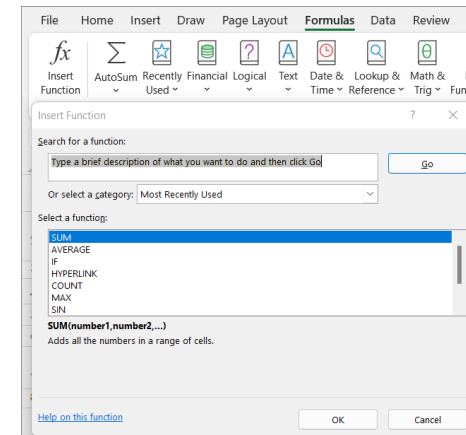 File Home Insert Draw Page Layout Formulas Data Review
fx
Insert Function
AutoSum
Recently Used
Financial
Logical
Text
Date & Time
Lookup & Reference
Math & Trig
Insert Function ? ×
Search for a function:
Type a brief description of what you want to do and then click Go
Go
Or select a category: Most Recently Used
Select a function:
SUM
AVERAGE
IF
HYPERLINK
COUNT
MAX
SIN
SUM(number1,number2,...)
Adds all the numbers in a range of cells.
Help on this function
OK Cancel